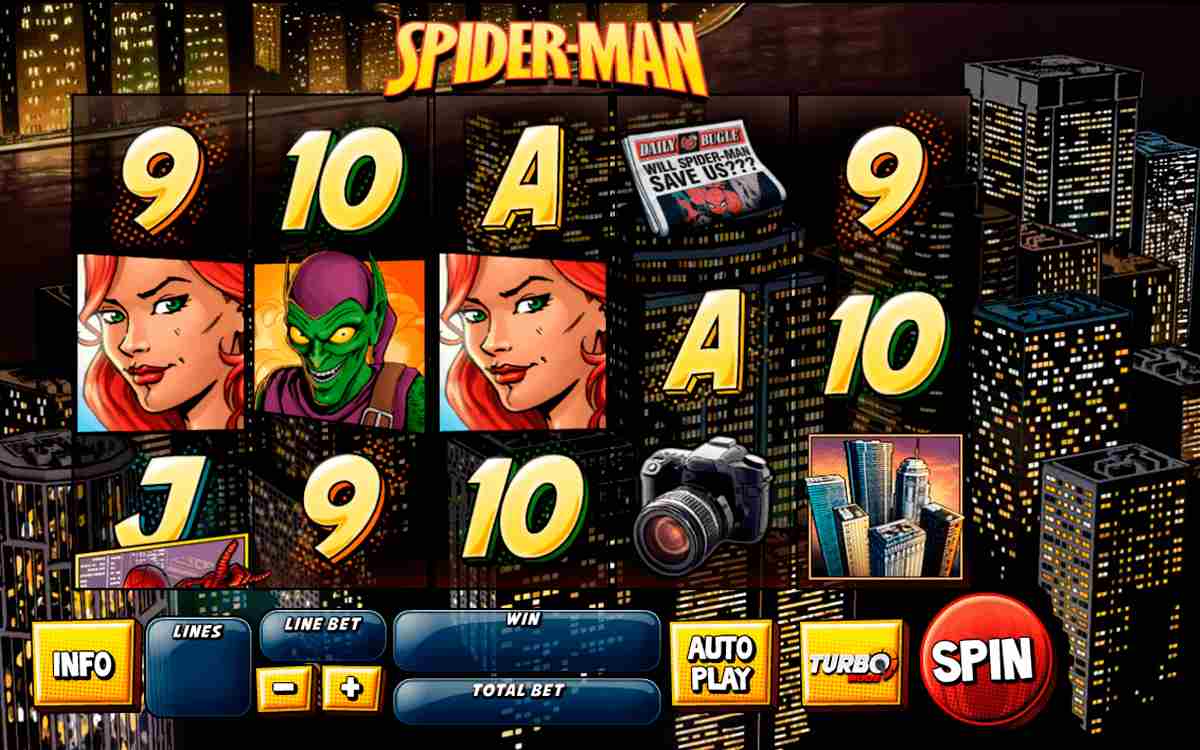 SPIDER-MAN
9 10 A
DAILY BUGLE
WILL SPIDER-MAN
SAVE US???
9
A 10
J 9 10
INFO
LINES
LINE BET
- +
WIN
TOTAL BET
AUTO
PLAY
TURBO
SPIN